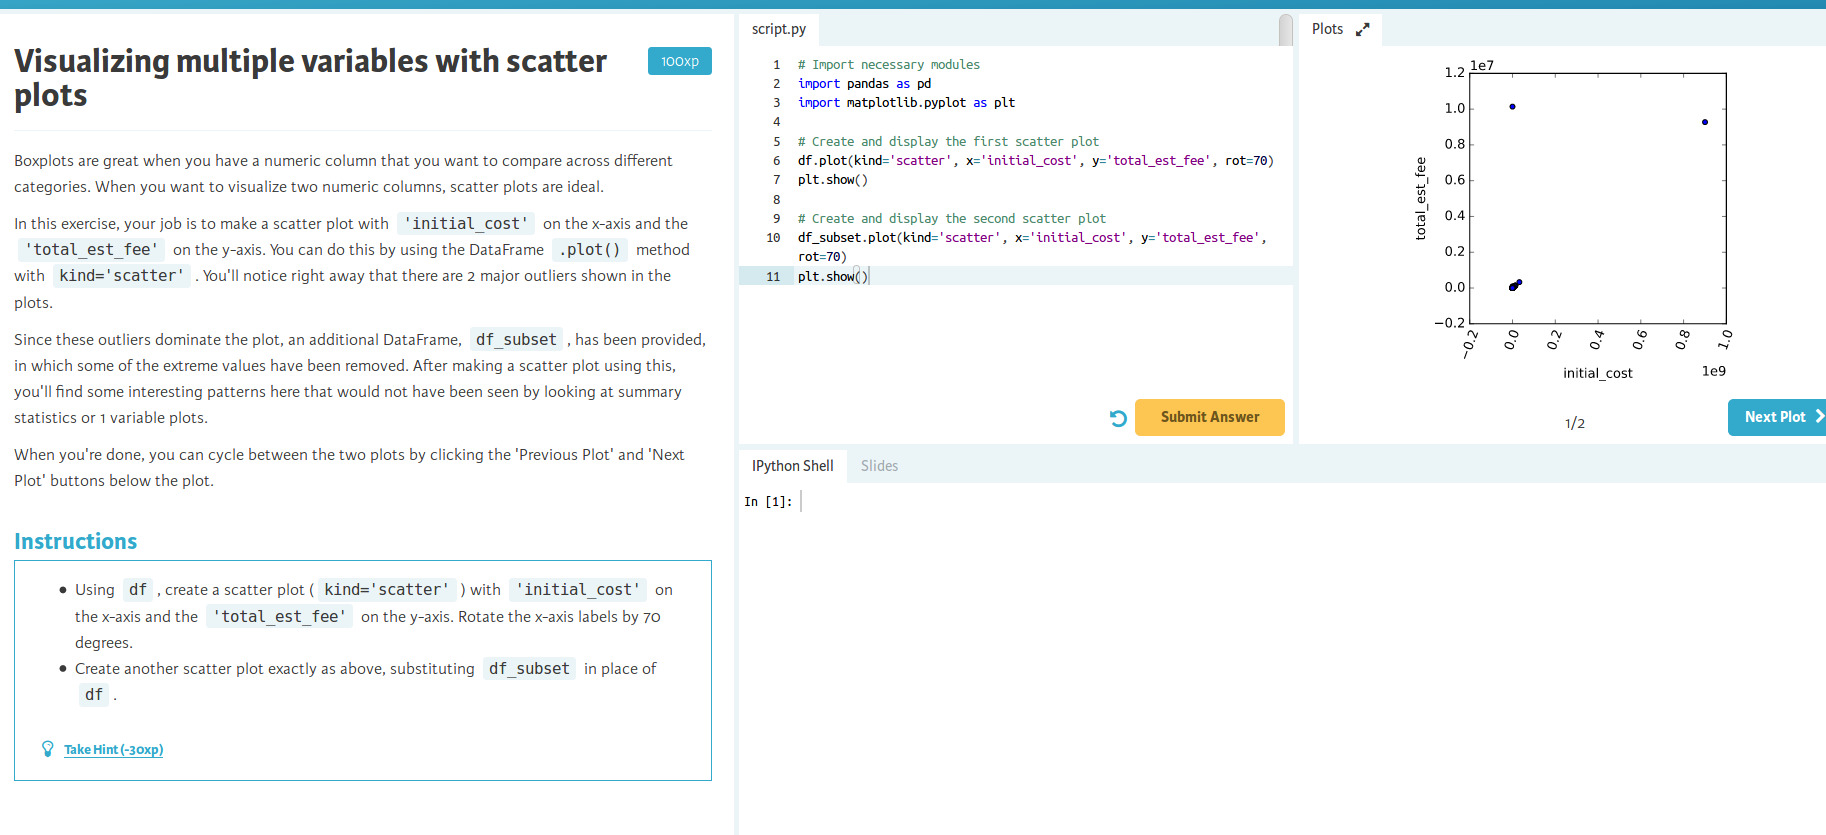 Visualizing multiple variables with scatter
plots
100xp
Boxplots are great when you have a numeric column that you want to compare across different
categories. When you want to visualize two numeric columns, scatter plots are ideal.
In this exercise, your job is to make a scatter plot with 'initial_cost' on the x-axis and the
'total_est_fee' on the y-axis. You can do this by using the DataFrame .plot() method
with kind='scatter' . You'll notice right away that there are 2 major outliers shown in the
plots.
Since these outliers dominate the plot, an additional DataFrame, df_subset , has been provided,
in which some of the extreme values have been removed. After making a scatter plot using this,
you'll find some interesting patterns here that would not have been seen by looking at summary
statistics or 1 variable plots.
When you're done, you can cycle between the two plots by clicking the 'Previous Plot' and 'Next
Plot' buttons below the plot.
Instructions
• Using df , create a scatter plot ( kind='scatter' ) with 'initial_cost' on
the x-axis and the 'total_est_fee' on the y-axis. Rotate the x-axis labels by 70
degrees.
• Create another scatter plot exactly as above, substituting df_subset in place of
df .
Take Hint (-30xp)
script.py
1 # Import necessary modules
2 import pandas as pd
3 import matplotlib.pyplot as plt
4
5 # Create and display the first scatter plot
6 df.plot(kind='scatter', x='initial_cost', y='total_est_fee', rot=70)
7 plt.show()
8
9 # Create and display the second scatter plot
10 df_subset.plot(kind='scatter', x='initial_cost', y='total_est_fee',
rot=70)
11 plt.show()
Submit Answer
Plots
1e7
1.2
1.0
0.8
0.6
0.4
0.2
0.0
−0.2
total_est_fee
−0.2 0.0 0.2 0.4 0.6 0.8 1.0
initial_cost
1e9
1/2
Next Plot
IPython Shell
Slides
In [1]: